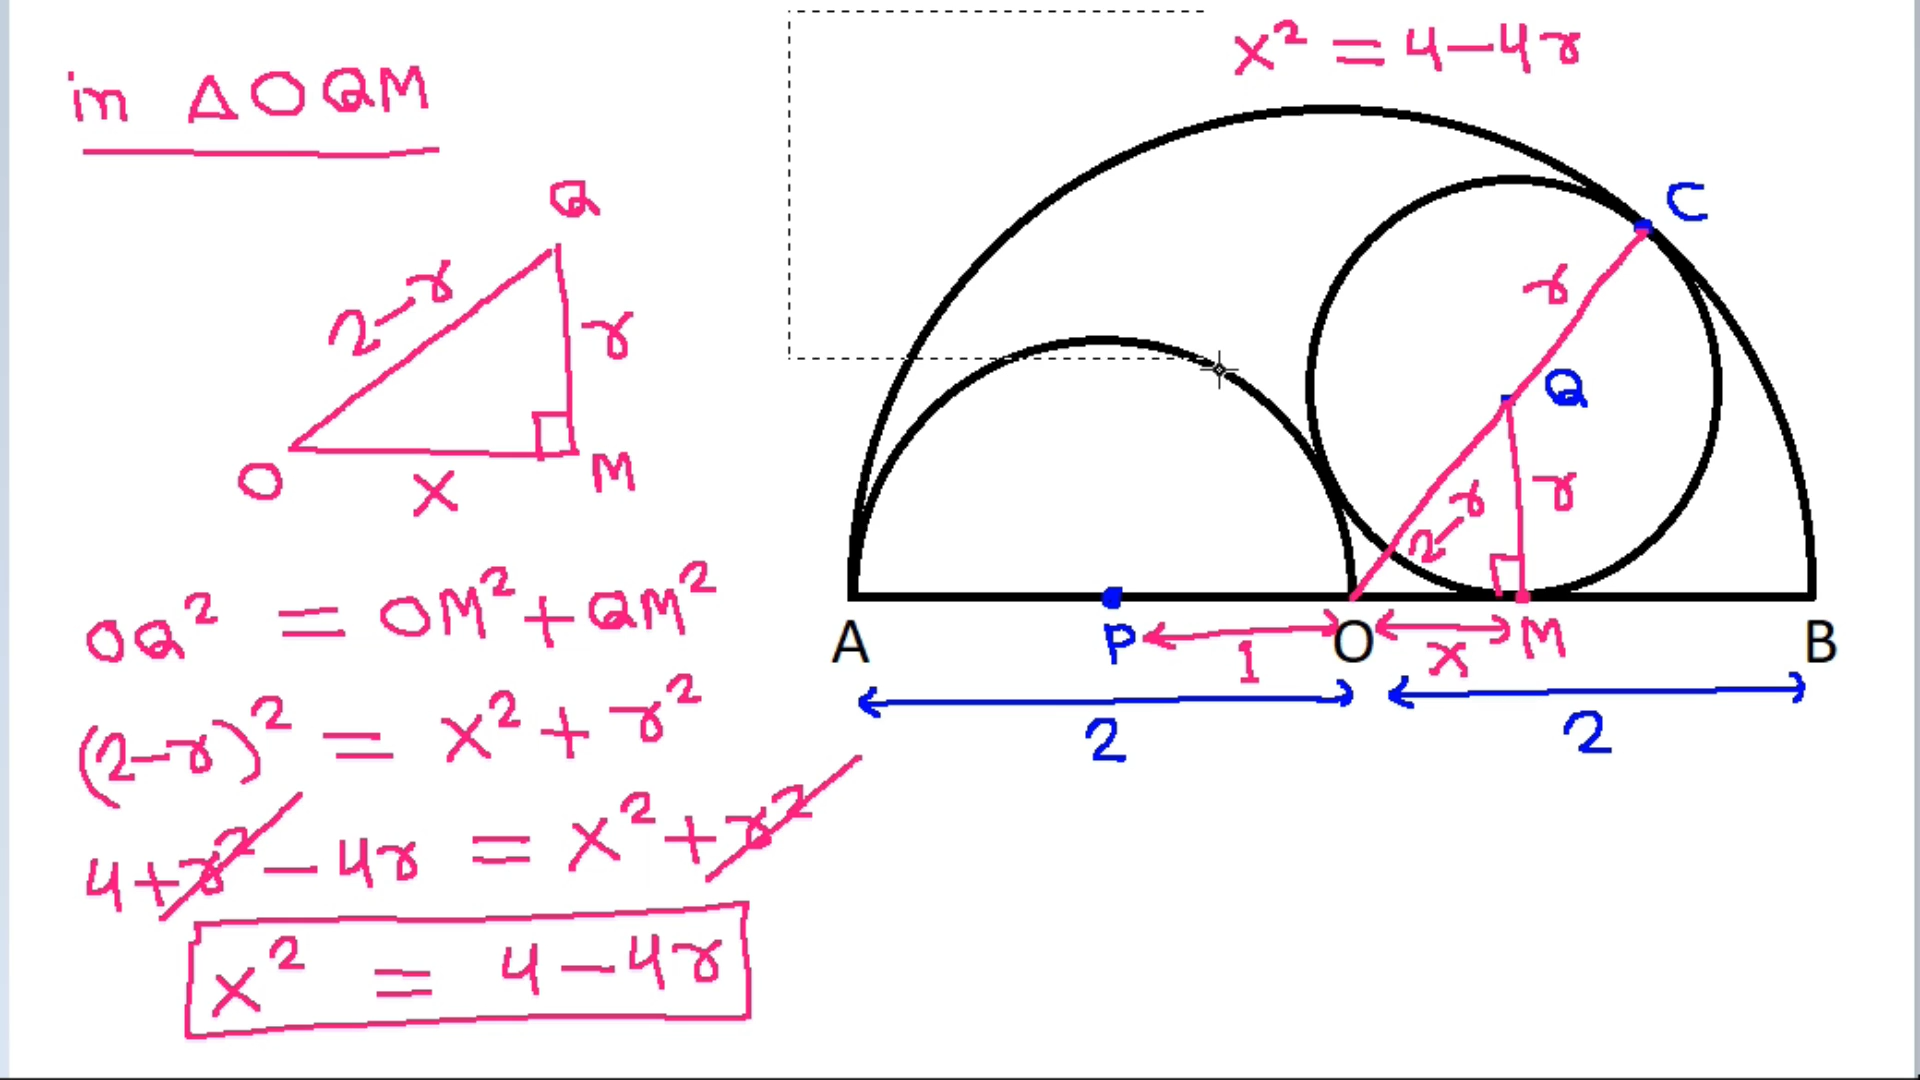 in △OQM
Q
2-r
r
O
x
M
OQ² = OM² + QM²
(2-r)² = x² + r²
4+r² - 4r = x² + r²
x² = 4-4r
x² = 4-4r
C
r
Q
2-r
r
A
P
1
O
x
M
B
2
2